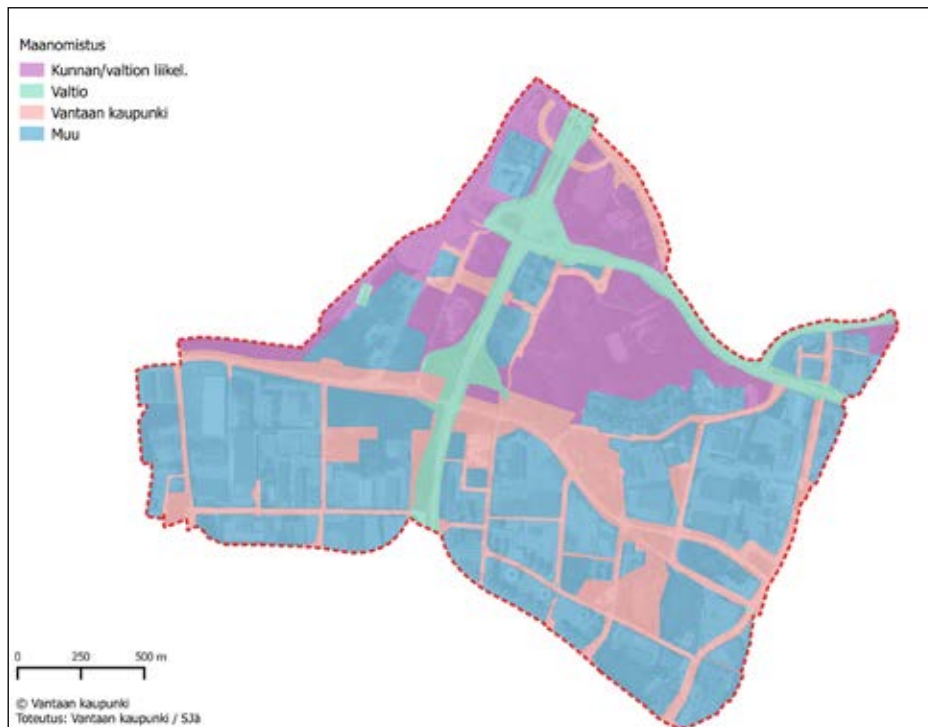 Maanomistus
Kunnan/valtion liikel.
Valtio
Vantaan kaupunki
Muu
0 250 500 m
© Vantaan kaupunki
Toteutus: Vantaan kaupunki / SJä